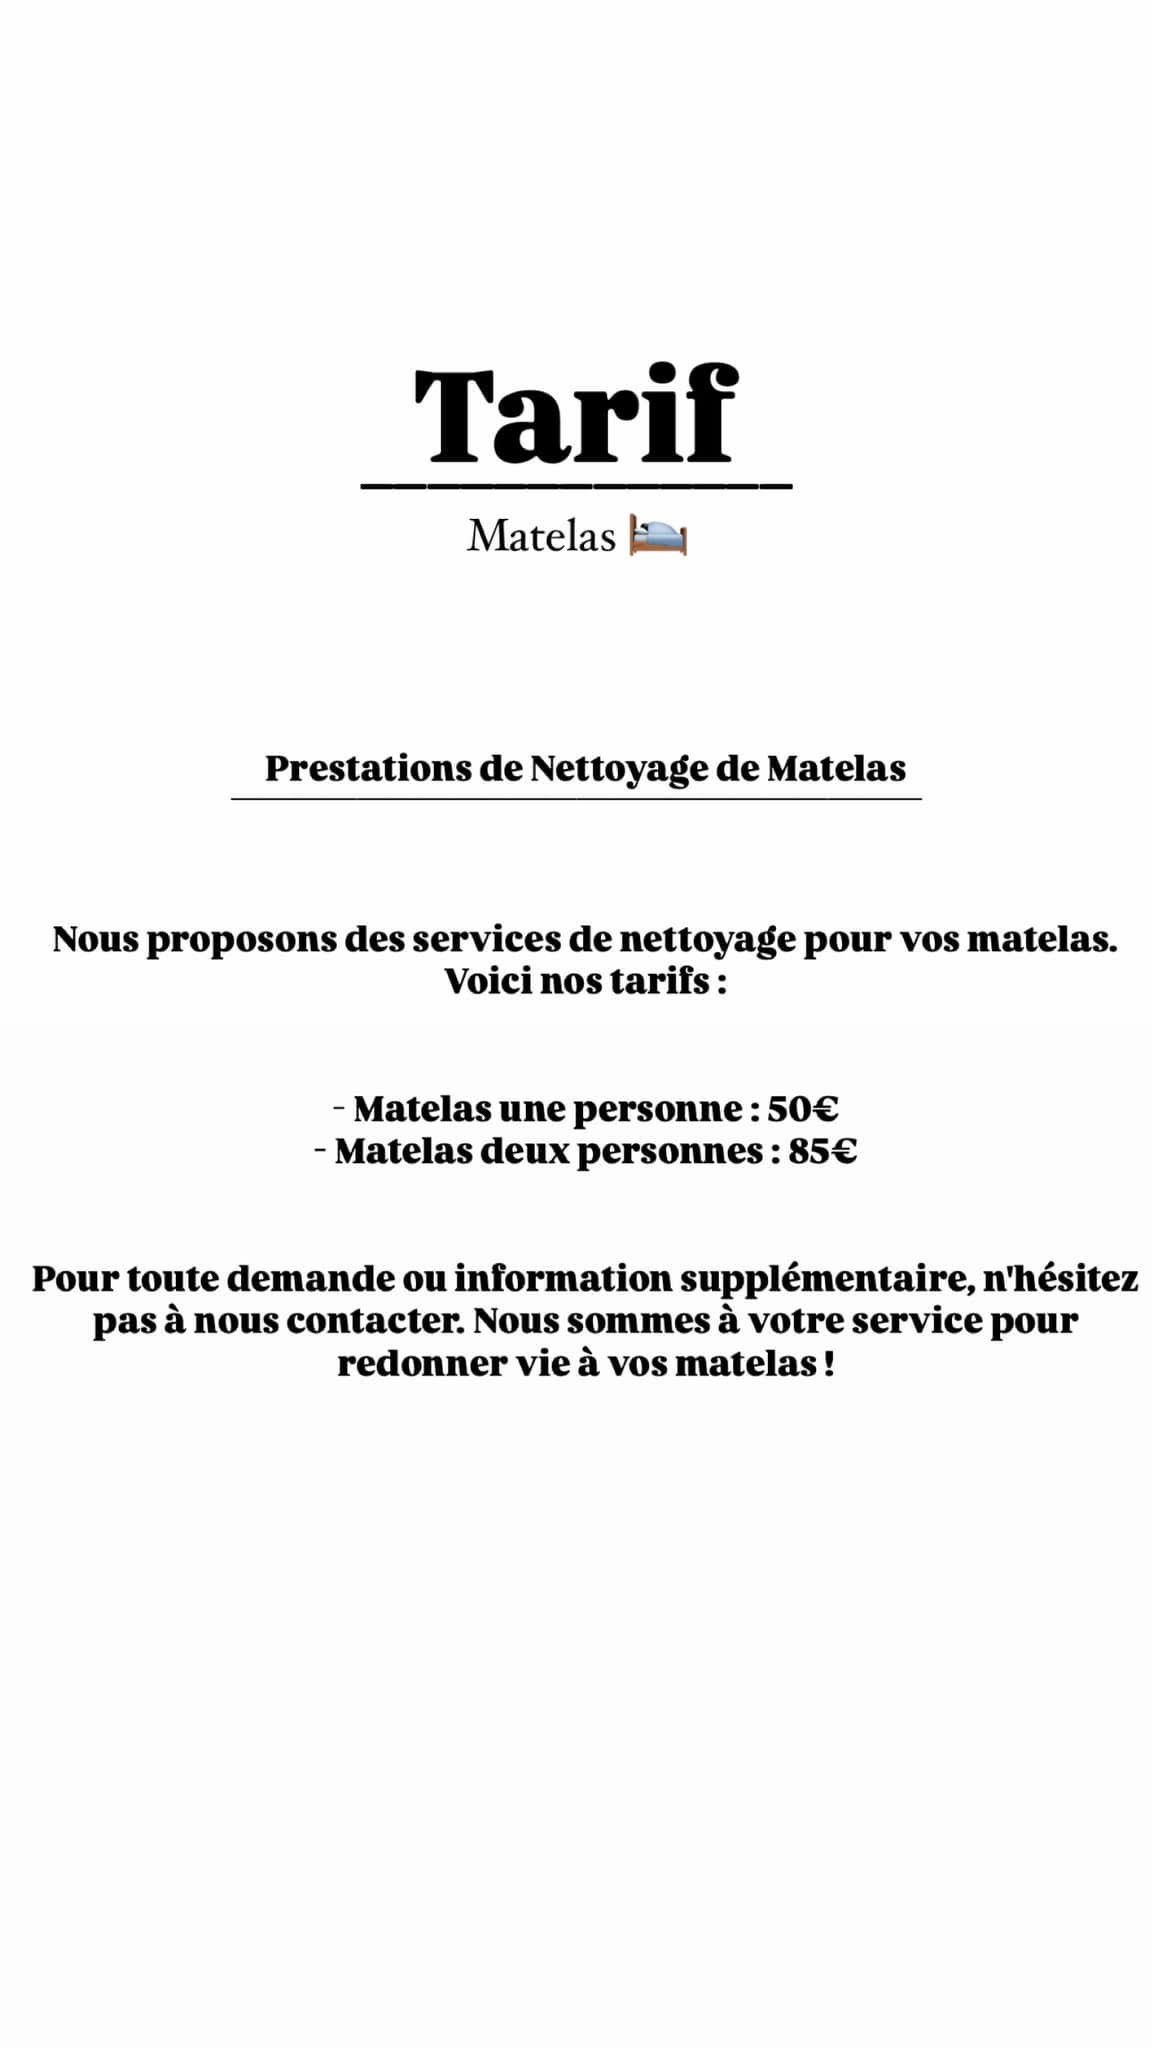 Tarif
Matelas 🛏️
Prestations de Nettoyage de Matelas
Nous proposons des services de nettoyage pour vos matelas.
Voici nos tarifs :
- Matelas une personne : 50€
- Matelas deux personnes : 85€
Pour toute demande ou information supplémentaire, n'hésitez
pas à nous contacter. Nous sommes à votre service pour
redonner vie à vos matelas !